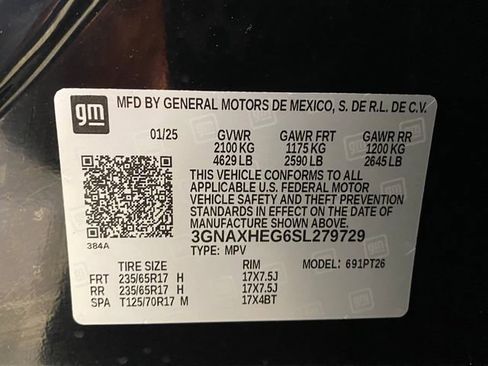 gm MFD BY GENERAL MOTORS DE MEXICO, S. DE R.L. DE C.V.
01/25 GVWR GAWR FRT GAWR RR
2100 KG 1175 KG 1200 KG
4629 LB 2590 LB 2645 LB
THIS VEHICLE CONFORMS TO ALL
APPLICABLE U.S. FEDERAL MOTOR
VEHICLE SAFETY AND THEFT
PREVENTION STANDARDS IN EFFECT ON
THE DATE OF MANUFACTURE SHOWN ABOVE.
3GNAXHEG6SL279729
384A TYPE: MPV
TIRE SIZE RIM MODEL: 691PT26
FRT 235/65R17 H 17X7.5J
RR 235/65R17 H 17X7.5J
SPA T125/70R17 M 17X4BT